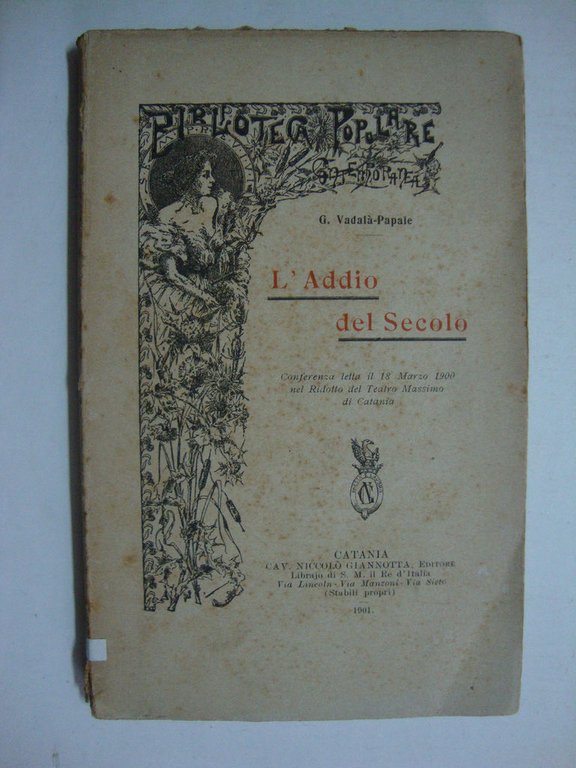 BIBLIOTECA POPULARE
CONTEMPORANEA
G. Vadalà-Papale
L'Addio
del Secolo
Conferenza letta il 18 Marzo 1900
nel Ridotto del Teatro Massimo
di Catania
CATANIA
CAV. NICCOLÒ GIANNOTTA, EDITORE
Librajo di S. M. il Re d'Italia
Via Lincoln-Via Manzoni-Via Sisto
(Stabili propri)
1901.